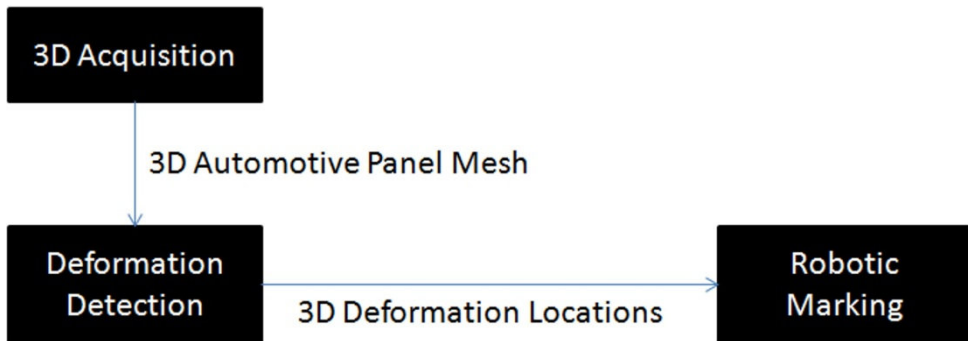 3D Acquisition
3D Automotive Panel Mesh
Deformation
Detection
3D Deformation Locations
Robotic
Marking